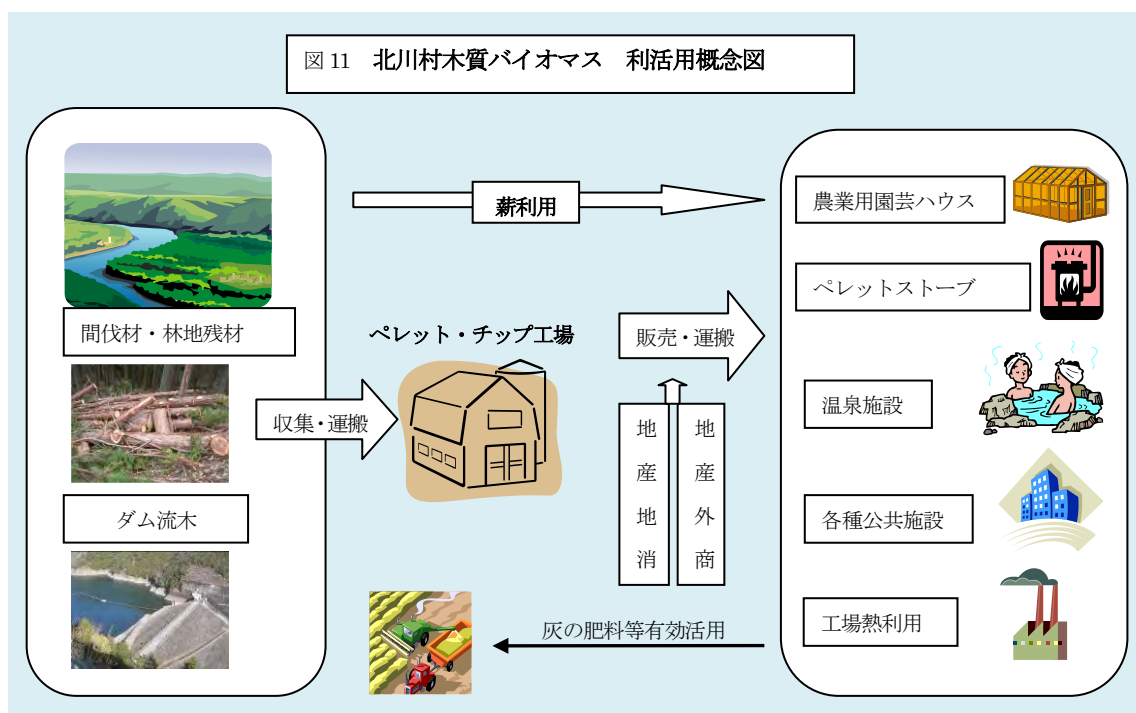 図 11 北川村木質バイオマス 利活用概念図
間伐材・林地残材
ダム流木
収集・運搬
薪利用
ペレット・チップ工場
販売・運搬
地産地消
地産外商
灰の肥料等有効活用
農業用園芸ハウス
ペレットストーブ
温泉施設
各種公共施設
工場熱利用